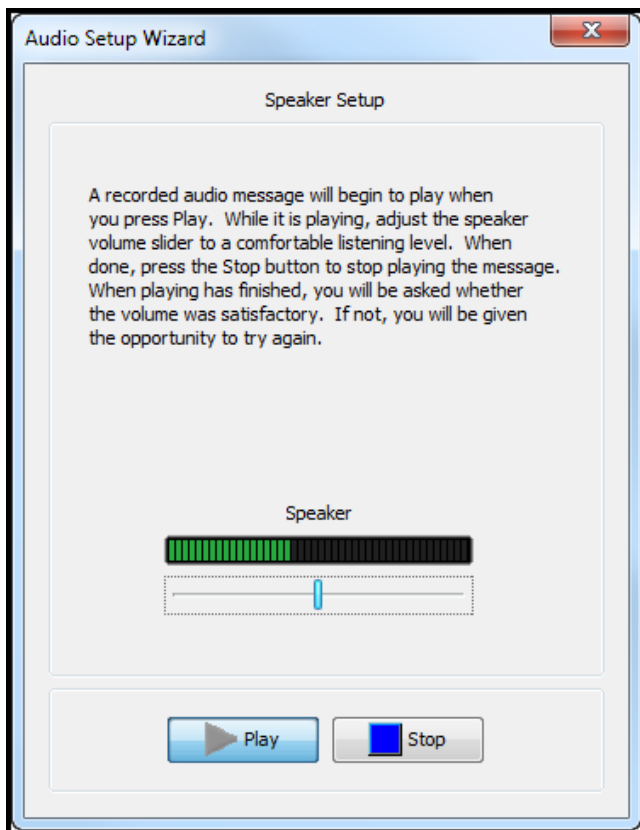 Audio Setup Wizard
Speaker Setup
A recorded audio message will begin to play when
you press Play.  While it is playing, adjust the speaker
volume slider to a comfortable listening level.  When
done, press the Stop button to stop playing the message.
When playing has finished, you will be asked whether
the volume was satisfactory.  If not, you will be given
the opportunity to try again.
Speaker
Play
Stop